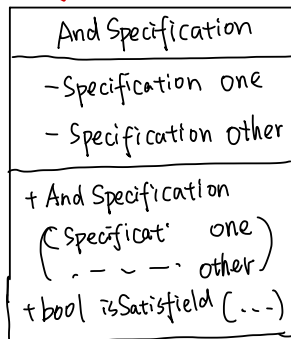 And Specification
- Specification one
- Specification other
+ And Specification
(Specificat' one
. - ~ - . other)
+ bool isSatisfield (...)